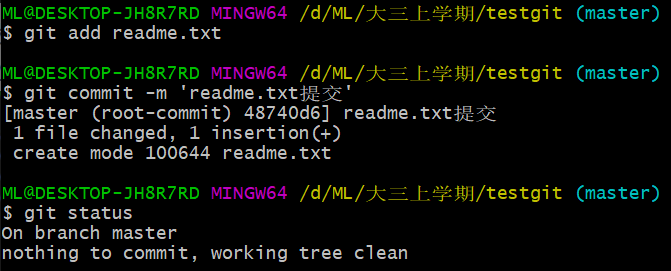 ML@DESKTOP-JH8R7RD MINGW64 /d/ML/大三上学期/testgit (master)
$ git add readme.txt
ML@DESKTOP-JH8R7RD MINGW64 /d/ML/大三上学期/testgit (master)
$ git commit -m 'readme.txt提交'
[master (root-commit) 48740d6] readme.txt提交
 1 file changed, 1 insertion(+)
 create mode 100644 readme.txt
ML@DESKTOP-JH8R7RD MINGW64 /d/ML/大三上学期/testgit (master)
$ git status
On branch master
nothing to commit, working tree clean